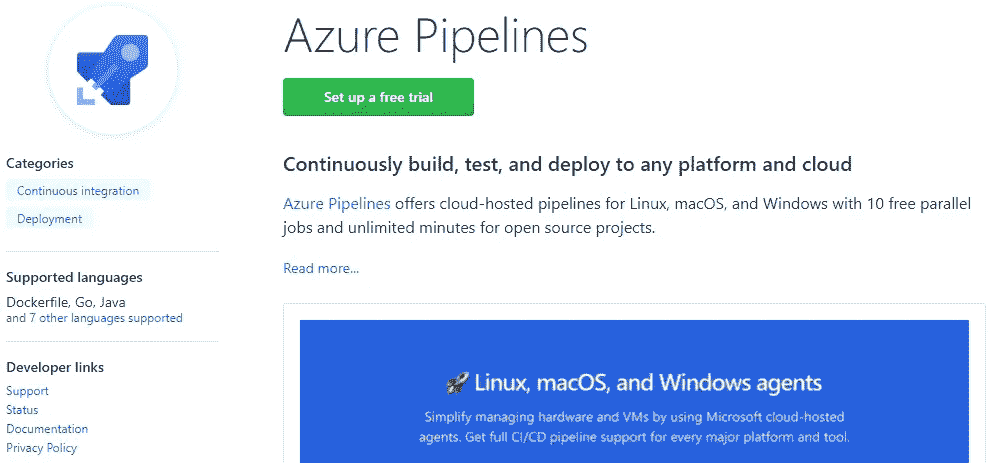 Azure Pipelines
Set up a free trial
Categories
Continuous integration
Deployment
Supported languages
Dockerfile, Go, Java
and 7 other languages supported
Developer links
Support
Status
Documentation
Privacy Policy
Continuously build, test, and deploy to any platform and cloud
Azure Pipelines offers cloud-hosted pipelines for Linux, macOS, and Windows with 10 free parallel
jobs and unlimited minutes for open source projects.
Read more...
🚀 Linux, macOS, and Windows agents
Simplify managing hardware and VMs by using Microsoft cloud-hosted
agents. Get full CI/CD pipeline support for every major platform and tool.